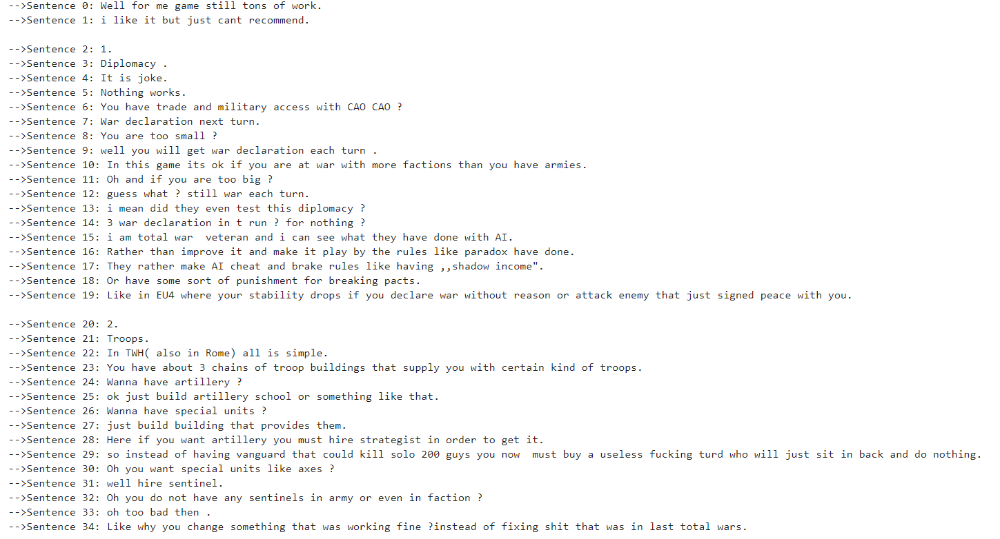 -->Sentence 0: Well for me game still tons of work.
-->Sentence 1: i like it but just cant recommend.
-->Sentence 2: 1.
-->Sentence 3: Diplomacy .
-->Sentence 4: It is joke.
-->Sentence 5: Nothing works.
-->Sentence 6: You have trade and military access with CAO CAO ?
-->Sentence 7: War declaration next turn.
-->Sentence 8: You are too small ?
-->Sentence 9: well you will get war declaration each turn .
-->Sentence 10: In this game its ok if you are at war with more factions than you have armies.
-->Sentence 11: Oh and if you are too big ?
-->Sentence 12: guess what ? still war each turn.
-->Sentence 13: i mean did they even test this diplomacy ?
-->Sentence 14: 3 war declaration in t run ? for nothing ?
-->Sentence 15: i am total war  veteran and i can see what they have done with AI.
-->Sentence 16: Rather than improve it and make it play by the rules like paradox have done.
-->Sentence 17: They rather make AI cheat and brake rules like having ,,shadow income".
-->Sentence 18: Or have some sort of punishment for breaking pacts.
-->Sentence 19: Like in EU4 where your stability drops if you declare war without reason or attack enemy that just signed peace with you.
-->Sentence 20: 2.
-->Sentence 21: Troops.
-->Sentence 22: In TWH( also in Rome) all is simple.
-->Sentence 23: You have about 3 chains of troop buildings that supply you with certain kind of troops.
-->Sentence 24: Wanna have artillery ?
-->Sentence 25: ok just build artillery school or something like that.
-->Sentence 26: Wanna have special units ?
-->Sentence 27: just build building that provides them.
-->Sentence 28: Here if you want artillery you must hire strategist in order to get it.
-->Sentence 29: so instead of having vanguard that could kill solo 200 guys you now  must buy a useless fucking turd who will just sit in back and do nothing.
-->Sentence 30: Oh you want special units like axes ?
-->Sentence 31: well hire sentinel.
-->Sentence 32: Oh you do not have any sentinels in army or even in faction ?
-->Sentence 33: oh too bad then .
-->Sentence 34: Like why you change something that was working fine ?instead of fixing shit that was in last total wars.